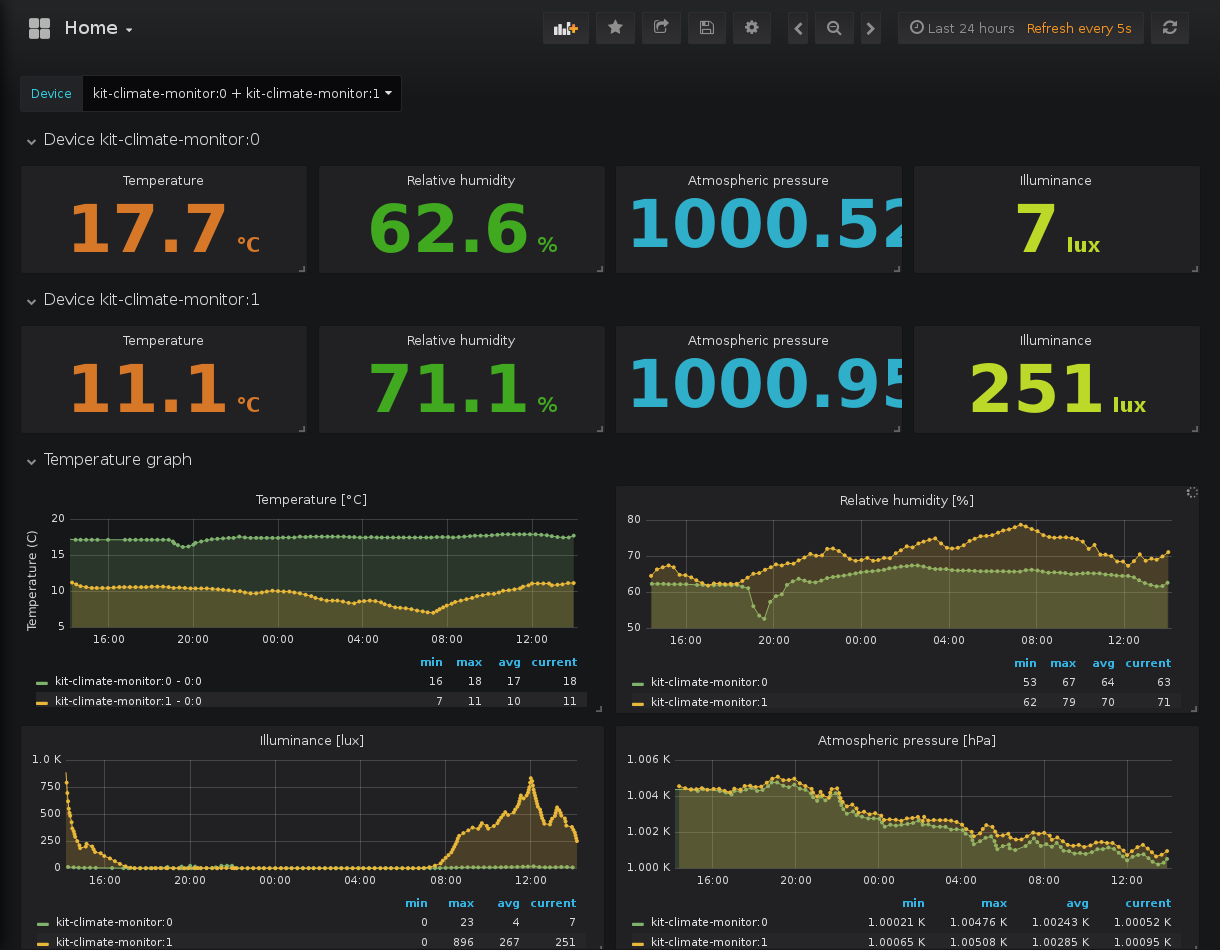 Home
Last 24 hours Refresh every 5s
Device kit-climate-monitor:0 + kit-climate-monitor:1
Device kit-climate-monitor:0
Temperature Relative humidity Atmospheric pressure Illuminance
17.7 °C 62.6 % 1000.52 7 lux
Device kit-climate-monitor:1
Temperature Relative humidity Atmospheric pressure Illuminance
11.1 °C 71.1 % 1000.95 251 lux
Temperature graph
Temperature [°C]
Temperature (C)
20
15
10
5
16:00 20:00 00:00 04:00 08:00 12:00
min max avg current
kit-climate-monitor:0 - 0:0 16 18 17 18
kit-climate-monitor:1 - 0:0 7 11 10 11
Relative humidity [%]
80
70
60
50
16:00 20:00 00:00 04:00 08:00 12:00
min max avg current
kit-climate-monitor:0 53 67 64 63
kit-climate-monitor:1 62 79 70 71
Illuminance [lux]
1.0 K
750
500
250
0
16:00 20:00 00:00 04:00 08:00 12:00
min max avg current
kit-climate-monitor:0 0 23 4 7
kit-climate-monitor:1 0 896 267 251
Atmospheric pressure [hPa]
1.006 K
1.004 K
1.002 K
1.000 K
16:00 20:00 00:00 04:00 08:00 12:00
min max avg current
kit-climate-monitor:0 1.00021 K 1.00476 K 1.00243 K 1.00052 K
kit-climate-monitor:1 1.00065 K 1.00508 K 1.00285 K 1.00095 K